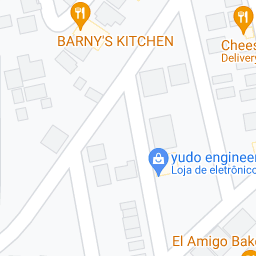 BARNY'S KITCHEN
Chees
Delivery
yudo engineer
Loja de eletrônico
El Amigo Bak